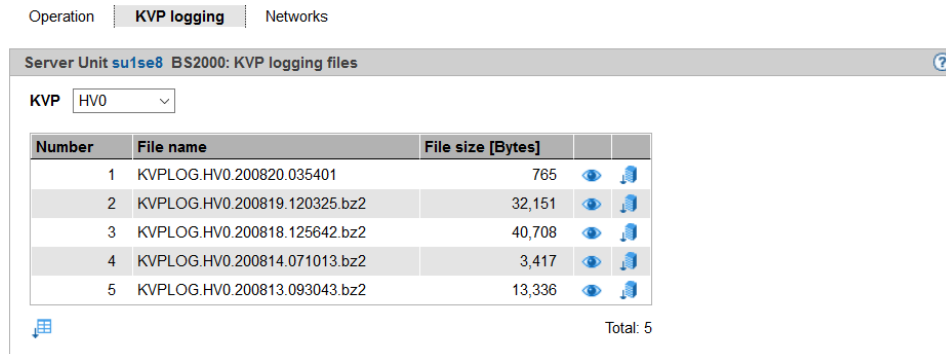 Operation KVP logging Networks
Server Unit su1se8 BS2000: KVP logging files
?
KVP HV0
Number File name File size [Bytes]
1 KVPLOG.HV0.200820.035401 765
2 KVPLOG.HV0.200819.120325.bz2 32,151
3 KVPLOG.HV0.200818.125642.bz2 40,708
4 KVPLOG.HV0.200814.071013.bz2 3,417
5 KVPLOG.HV0.200813.093043.bz2 13,336
Total: 5